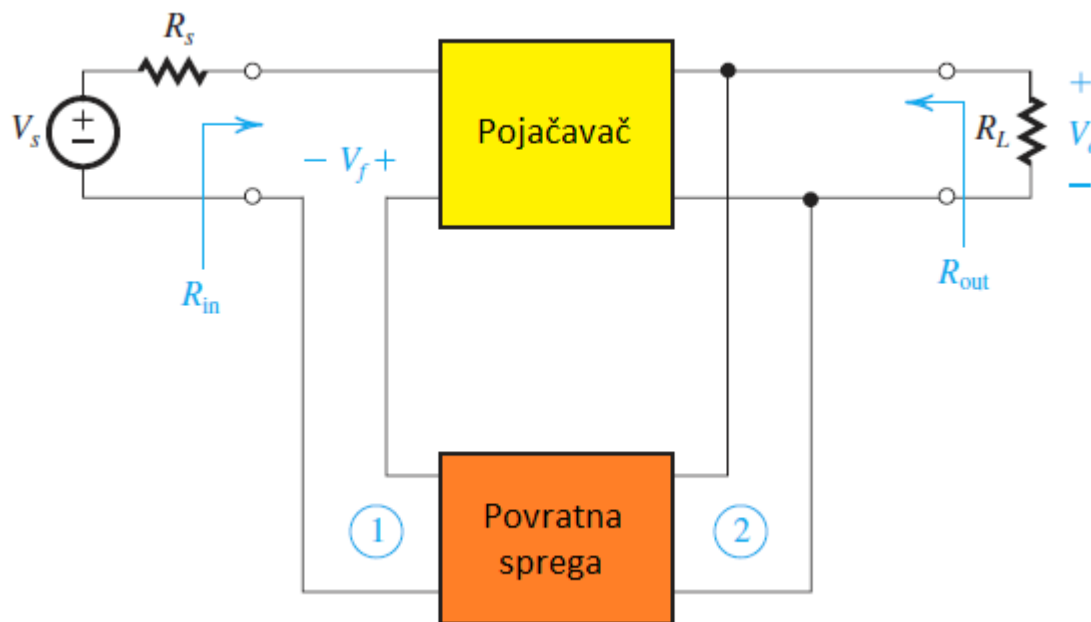 R_s
V_s
+
−
− V_f +
R_in
Pojačavač
R_L
+
−
R_out
1
Povratna
sprega
2